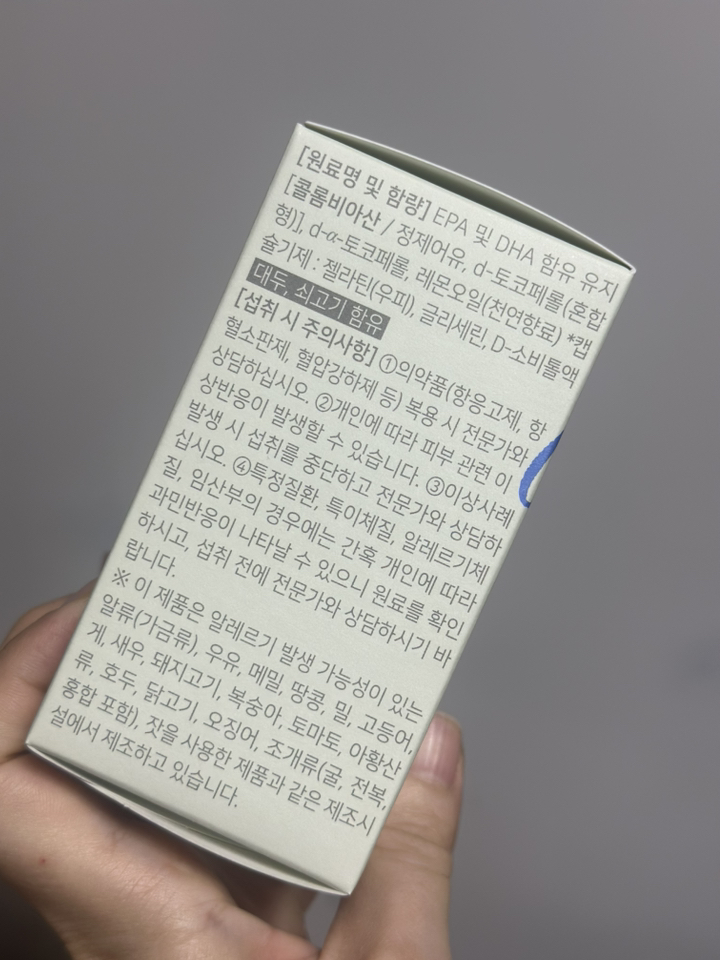 [원료명 및 함량] EPA 및 DHA 함유 유지
[콜롬비아산 / 정제어유, d-토코페롤(혼합
형)], d-α-토코페롤, 레몬오일(천연향료) *캡
슐기제 : 젤라틴(우피), 글리세린, D-소비톨액
대두, 쇠고기 함유
[섭취 시 주의사항] ①의약품(항응고제, 항
혈소판제, 혈압강하제 등) 복용 시 전문가와
상담하십시오. ②개인에 따라 피부 관련 이
상반응이 발생할 수 있습니다. ③이상사례
발생 시 섭취를 중단하고 전문가와 상담하
십시오. ④특정질환, 특이체질, 알레르기체
질, 임산부의 경우에는 간혹 개인에 따라
과민반응이 나타날 수 있으니 원료를 확인
하시고, 섭취 전에 전문가와 상담하시기 바
랍니다.
※ 이 제품은 알레르기 발생 가능성이 있는
알류(가금류), 우유, 메밀, 땅콩, 밀, 고등어,
게, 새우, 돼지고기, 복숭아, 토마토, 아황산
류, 호두, 닭고기, 오징어, 조개류(굴, 전복,
홍합 포함), 잣을 사용한 제품과 같은 제조시
설에서 제조하고 있습니다.